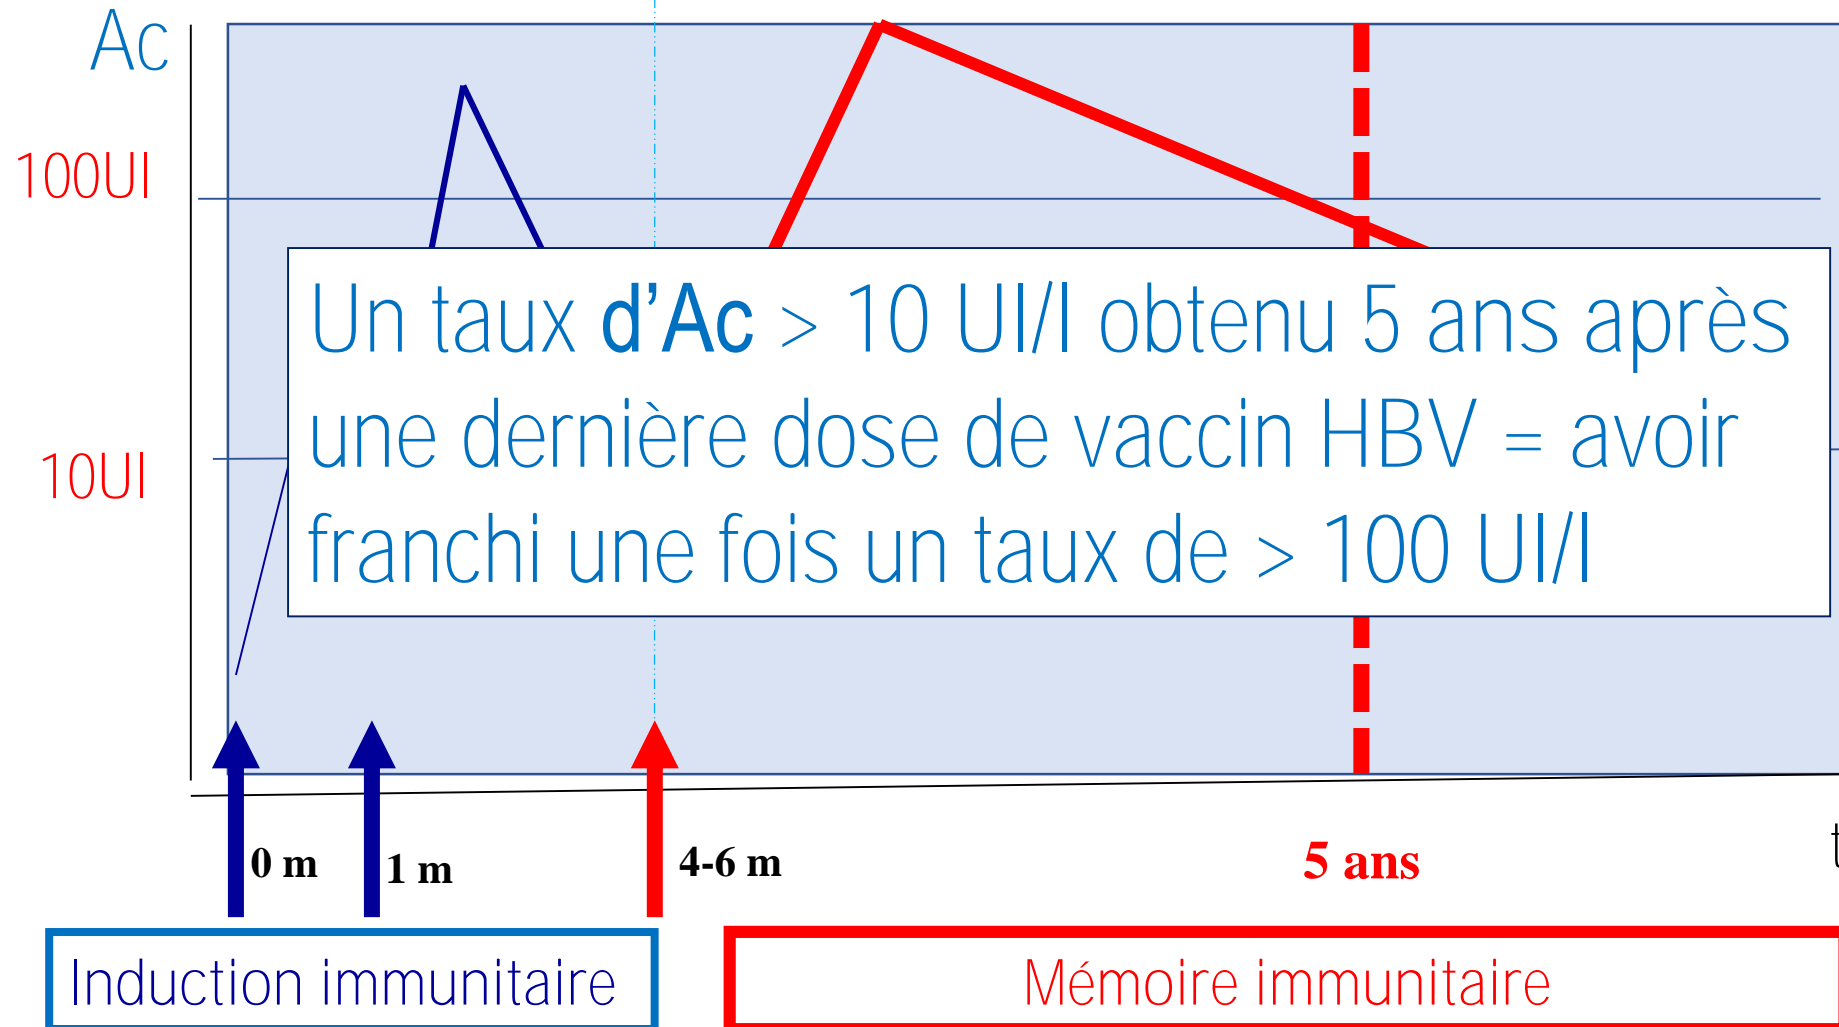 Ac
100UI
Un taux d’Ac > 10 UI/l obtenu 5 ans après
une dernière dose de vaccin HBV = avoir
10UI
franchi une fois un taux de > 100 UI/l
t
0 m
1 m
4-6 m
5 ans
Induction immunitaire
Mémoire immunitaire